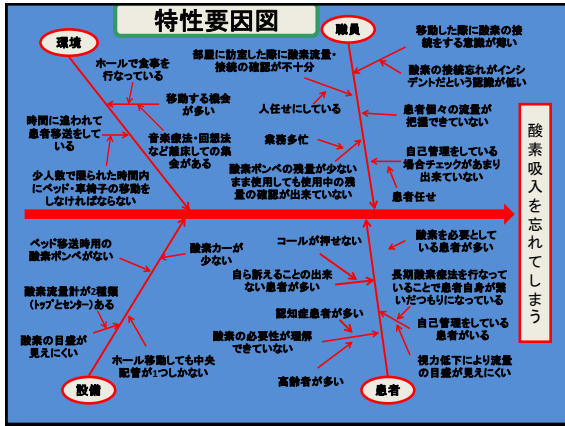 特性要因図
環境
ホールで食事を
行なっている
移動する機会
が多い
時間に追われて
患者移送をして
いる
音楽療法・回想法
など離床しての集
会がある
少人数で限られた時間内
にベッド・車椅子の移動を
しなければならない
職員
部屋に訪室した際に酸素流量・
接続の確認が不十分
人任せにしている
業務多忙
酸素ボンベの残量が少ない
まま使用しても使用中の残
量の確認が出来ていない
移動した際に酸素の接
続をする意識が薄い
酸素の接続忘れがインシ
デントだという認識が低い
患者個々の流量が
把握できていない
自己管理をしている
場合チェックがあまり
出来ていない
患者任せ
酸素吸入を忘れてしまう
ベッド移送時用の
酸素ボンベがない
酸素カーが
少ない
酸素流量計が2種類
(トップとセンター)ある
酸素の目盛が
見えにくい
ホール移動しても中央
配管が1つしかない
設備
コールが押せない
自ら訴えることの出来
ない患者が多い
認知症患者が多い
酸素の必要性が理解
できていない
高齢者が多い
酸素を必要とし
ている患者が多い
長期酸素療法を行なって
いることで患者自身が繋
いだつもりになっている
自己管理をしている
患者がいる
視力低下により流量
の目盛が見えにくい
患者